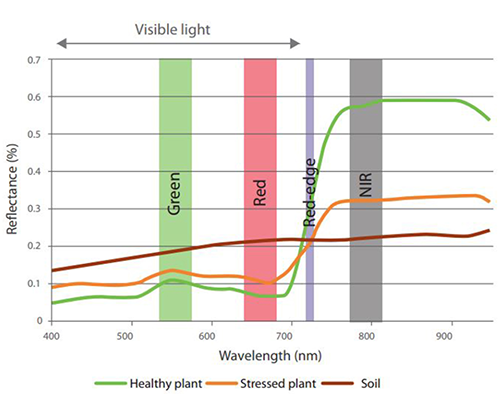 Visible light
0.7
0.6
0.5
0.4
0.3
0.2
0.1
0
Reflectance (%)
Green
Red
Red-edge
NIR
400 500 600 700 800 900
Wavelength (nm)
Healthy plant Stressed plant Soil